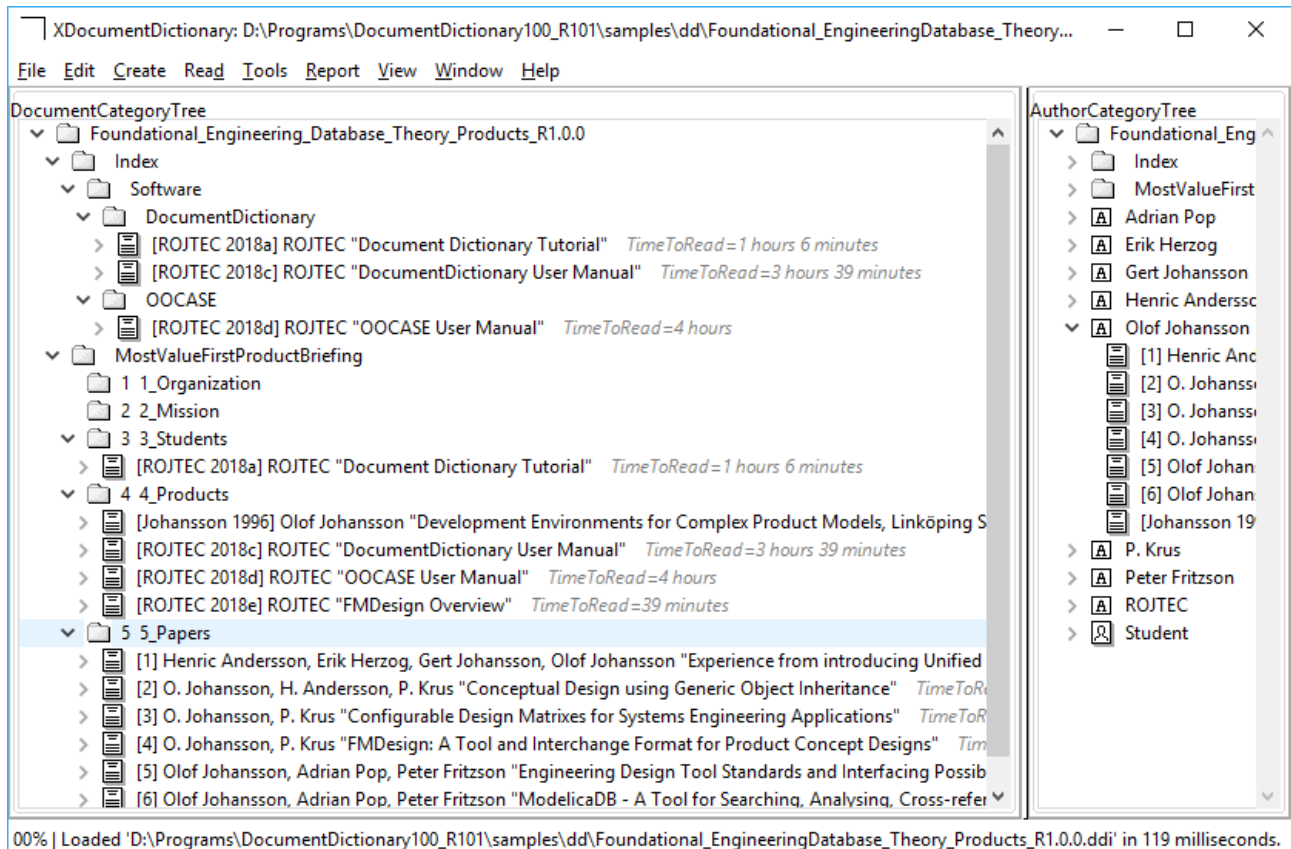 XDocumentDictionary: D:\Programs\DocumentDictionary100_R101\samples\dd\Foundational_EngineeringDatabase_Theory...
File Edit Create Read Tools Report View Window Help
DocumentCategoryTree
Foundational_Engineering_Database_Theory_Products_R1.0.0
Index
Software
DocumentDictionary
[ROJTEC 2018a] ROJTEC "Document Dictionary Tutorial" TimeToRead=1 hours 6 minutes
[ROJTEC 2018c] ROJTEC "DocumentDictionary User Manual" TimeToRead=3 hours 39 minutes
OOCASE
[ROJTEC 2018d] ROJTEC "OOCASE User Manual" TimeToRead=4 hours
MostValueFirstProductBriefing
1 1_Organization
2 2_Mission
3 3_Students
[ROJTEC 2018a] ROJTEC "Document Dictionary Tutorial" TimeToRead=1 hours 6 minutes
4 4_Products
[Johansson 1996] Olof Johansson "Development Environments for Complex Product Models, Linköping S
[ROJTEC 2018c] ROJTEC "DocumentDictionary User Manual" TimeToRead=3 hours 39 minutes
[ROJTEC 2018d] ROJTEC "OOCASE User Manual" TimeToRead=4 hours
[ROJTEC 2018e] ROJTEC "FMDesign Overview" TimeToRead=39 minutes
5 5_Papers
[1] Henric Andersson, Erik Herzog, Gert Johansson, Olof Johansson "Experience from introducing Unified
[2] O. Johansson, H. Andersson, P. Krus "Conceptual Design using Generic Object Inheritance" TimeToR
[3] O. Johansson, P. Krus "Configurable Design Matrixes for Systems Engineering Applications" TimeToR
[4] O. Johansson, P. Krus "FMDesign: A Tool and Interchange Format for Product Concept Designs" Tim
[5] Olof Johansson, Adrian Pop, Peter Fritzson "Engineering Design Tool Standards and Interfacing Possib
[6] Olof Johansson, Adrian Pop, Peter Fritzson "ModelicaDB - A Tool for Searching, Analysing, Cross-refer
AuthorCategoryTree
Foundational_Eng
Index
MostValueFirst
A Adrian Pop
A Erik Herzog
A Gert Johansson
A Henric Anderssc
A Olof Johansson
[1] Henric And
[2] O. Johansso
[3] O. Johansso
[4] O. Johansso
[5] Olof Johan
[6] Olof Johan
[Johansson 19
A P. Krus
A Peter Fritzson
A ROJTEC
Student
00% | Loaded 'D:\Programs\DocumentDictionary100_R101\samples\dd\Foundational_EngineeringDatabase_Theory_Products_R1.0.0.ddi' in 119 milliseconds.